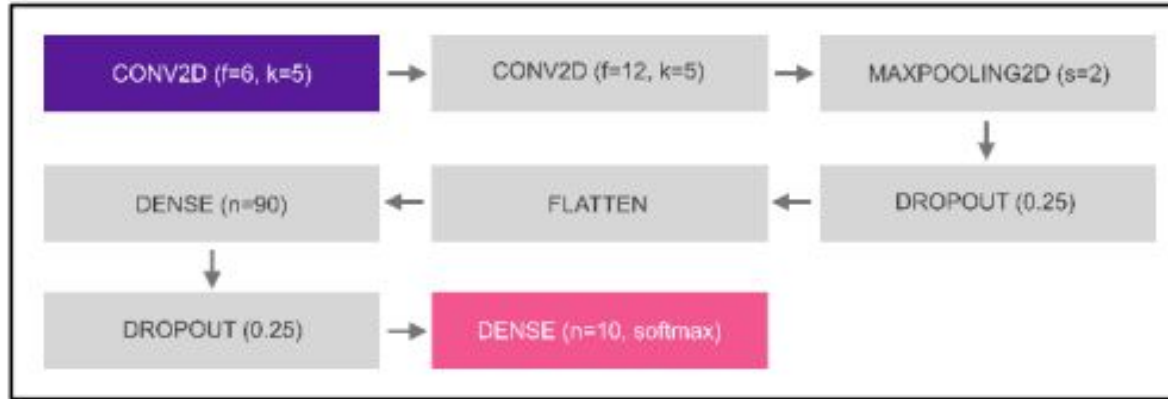 CONV2D (f=6, k=5)
CONV2D (f=12, k=5)
MAXPOOLING2D (s=2)
DROPOUT (0.25)
FLATTEN
DENSE (n=90)
DROPOUT (0.25)
DENSE (n=10, softmax)